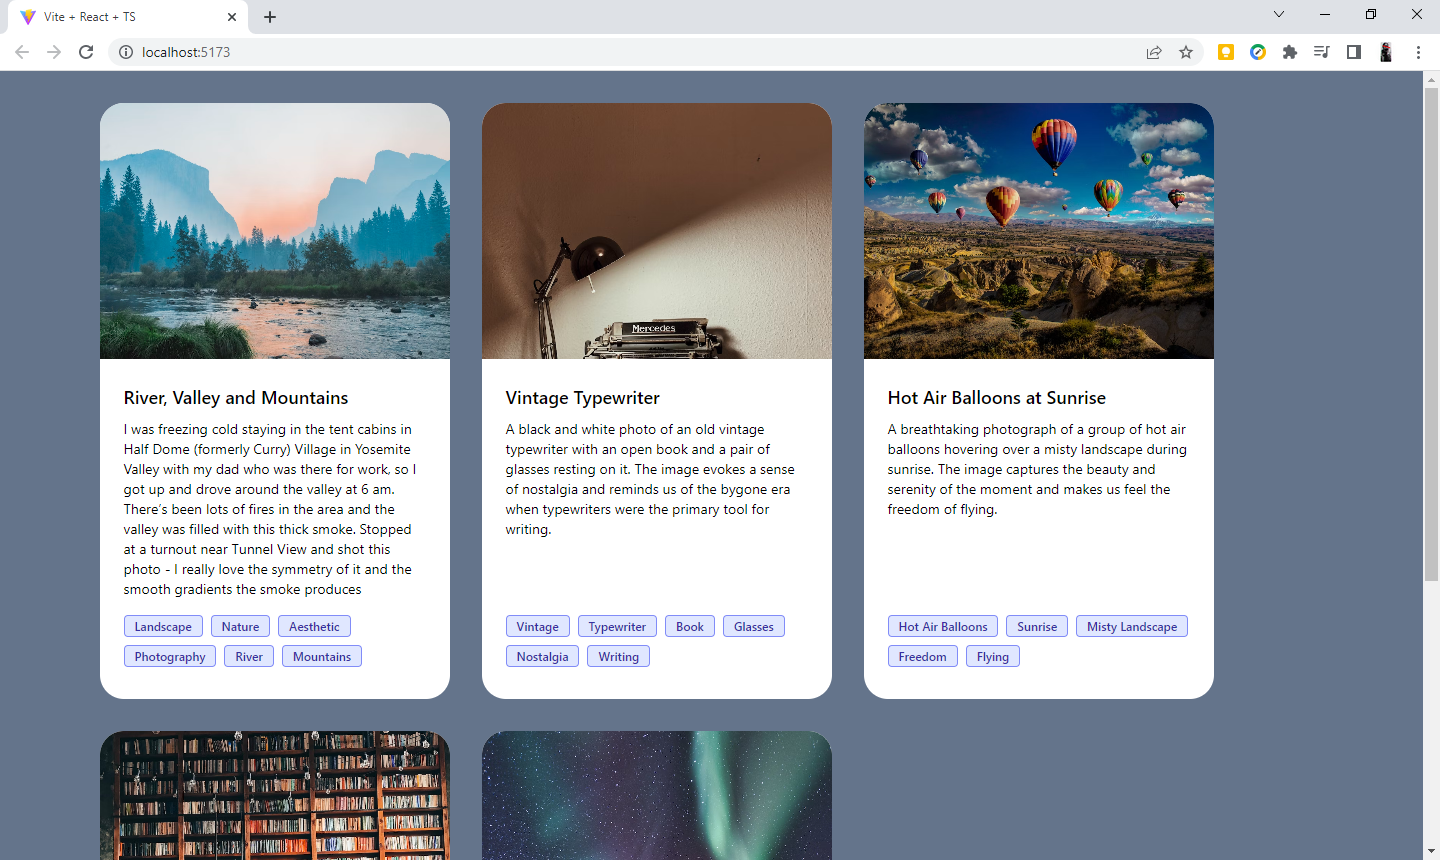 Vite + React + TS
localhost:5173
Mercedes
River, Valley and Mountains
I was freezing cold staying in the tent cabins in
Half Dome (formerly Curry) Village in Yosemite
Valley with my dad who was there for work, so I
got up and drove around the valley at 6 am.
There's been lots of fires in the area and the
valley was filled with this thick smoke. Stopped
at a turnout near Tunnel View and shot this
photo - I really love the symmetry of it and the
smooth gradients the smoke produces
Landscape Nature Aesthetic
Photography River Mountains
Vintage Typewriter
A black and white photo of an old vintage
typewriter with an open book and a pair of
glasses resting on it. The image evokes a sense
of nostalgia and reminds us of the bygone era
when typewriters were the primary tool for
writing.
Vintage Typewriter Book Glasses
Nostalgia Writing
Hot Air Balloons at Sunrise
A breathtaking photograph of a group of hot air
balloons hovering over a misty landscape during
sunrise. The image captures the beauty and
serenity of the moment and makes us feel the
freedom of flying.
Hot Air Balloons Sunrise Misty Landscape
Freedom Flying